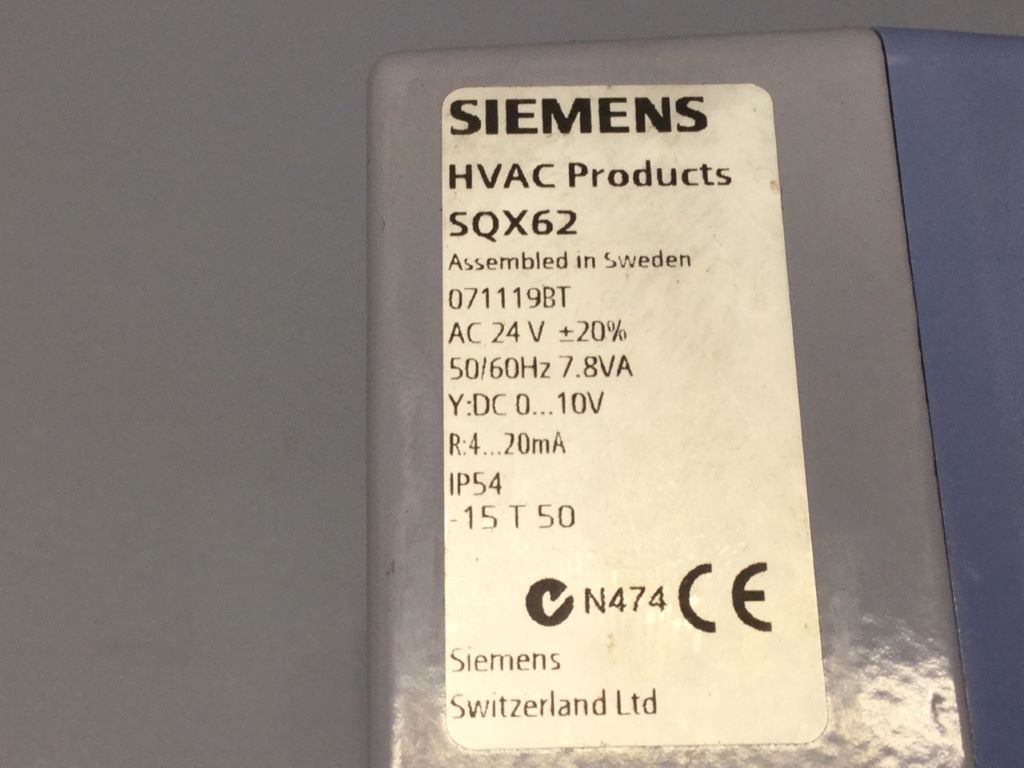 SIEMENS
HVAC Products
SQX62
Assembled in Sweden
071119BT
AC 24 V ±20%
50/60Hz 7.8VA
Y:DC 0...10V
R:4...20mA
IP54
-15 T 50
N474 CE
Siemens
Switzerland Ltd